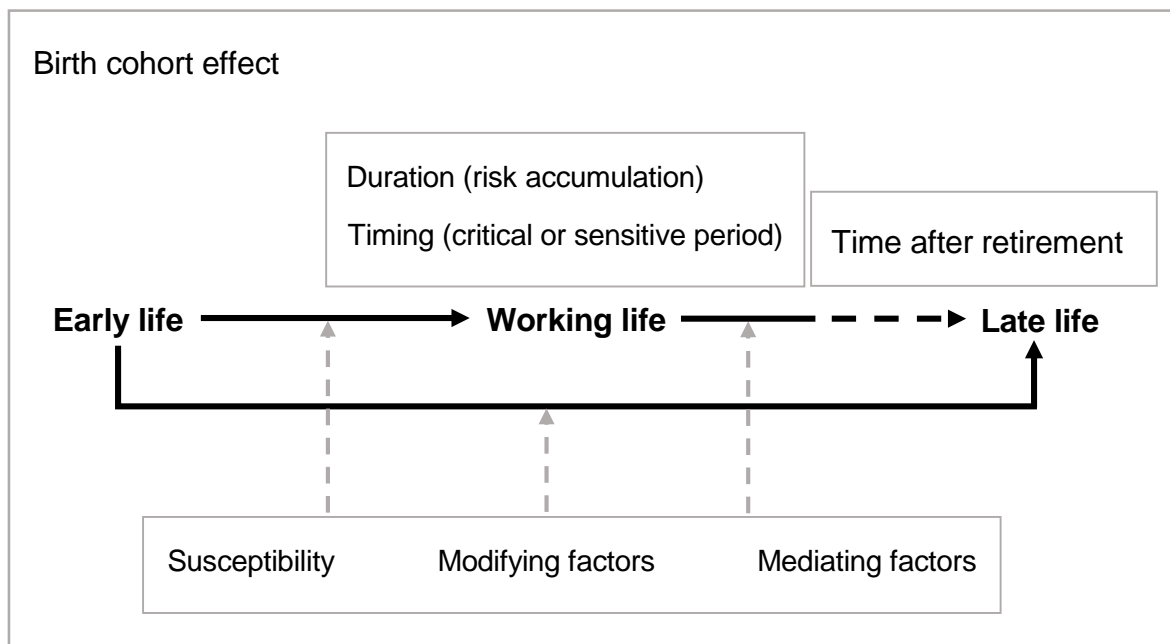 Birth cohort effect
Duration (risk accumulation)
Timing (critical or sensitive period)
Time after retirement
Early life
Working life
Late life
Susceptibility
Modifying factors
Mediating factors